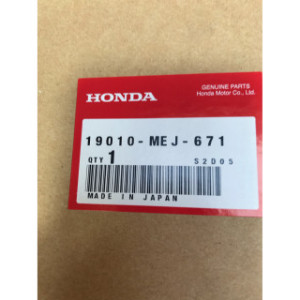 GENUINE PARTS
Honda Motor Co., Ltd.
HONDA
19010-MEJ-671
QTY 1 S2D05
MADE IN JAPAN